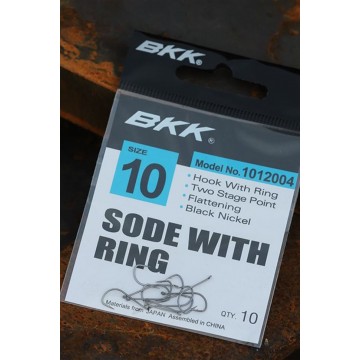 BKK®
BKK®
SIZE
10
Model No.1012004
• Hook With Ring
• Two Stage Point
• Flattening
• Black Nickel
SODE WITH
RING
QTY. 10
Materials from JAPAN Assembled in CHINA